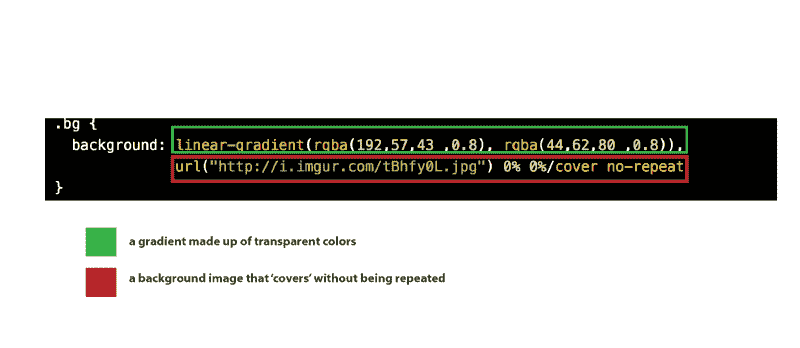 .bg {
background: linear-gradient(rgba(192,57,43 ,0.8), rgba(44,62,80 ,0.8)),
url("http://i.imgur.com/tBhfy0L.jpg") 0% 0%/cover no-repeat
}
a gradient made up of transparent colors
a background image that ‘covers’ without being repeated